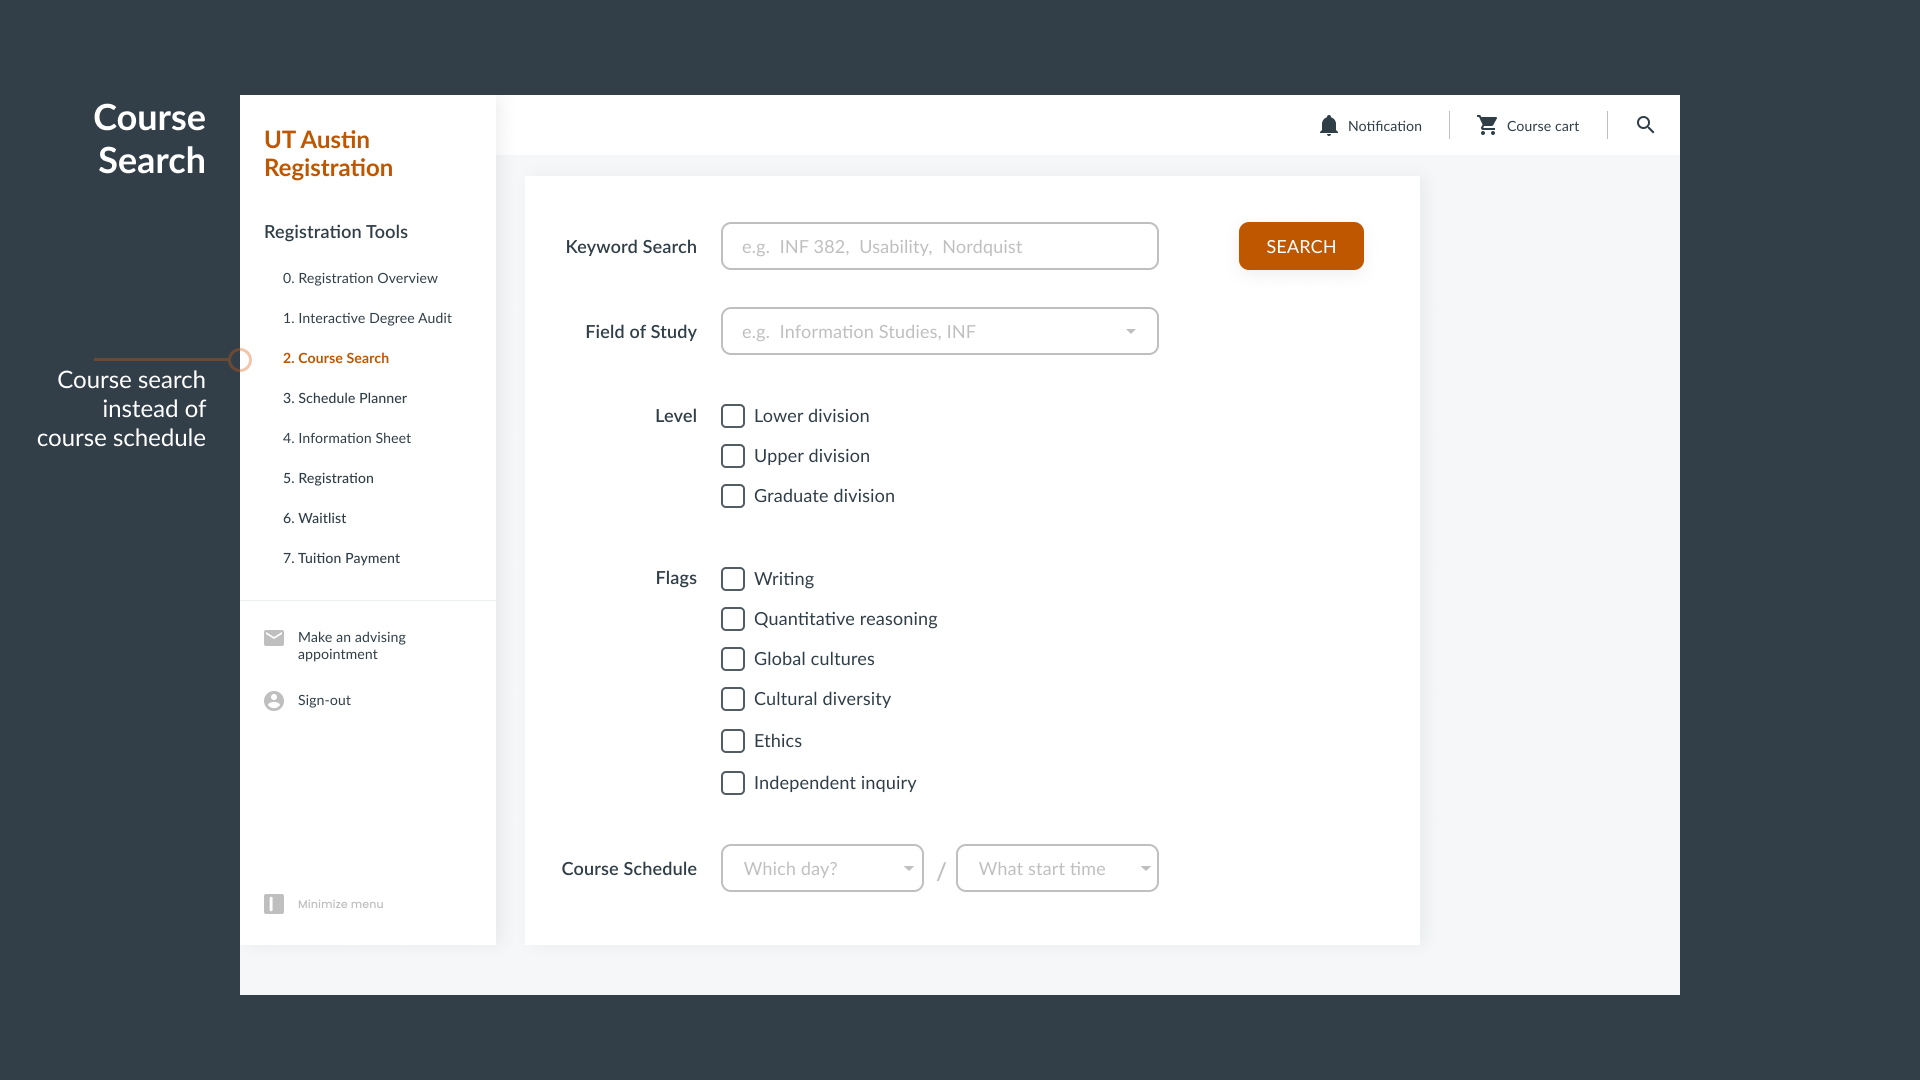 Course
Search
Course search
instead of
course schedule
UT Austin
Registration
Registration Tools
0. Registration Overview
1. Interactive Degree Audit
2. Course Search
3. Schedule Planner
4. Information Sheet
5. Registration
6. Waitlist
7. Tuition Payment
Make an advising
appointment
Sign-out
Minimize menu
Notification
Course cart
Keyword Search
e.g. INF 382, Usability, Nordquist
SEARCH
Field of Study
e.g. Information Studies, INF
Level
Lower division
Upper division
Graduate division
Flags
Writing
Quantitative reasoning
Global cultures
Cultural diversity
Ethics
Independent inquiry
Course Schedule
Which day? / What start time